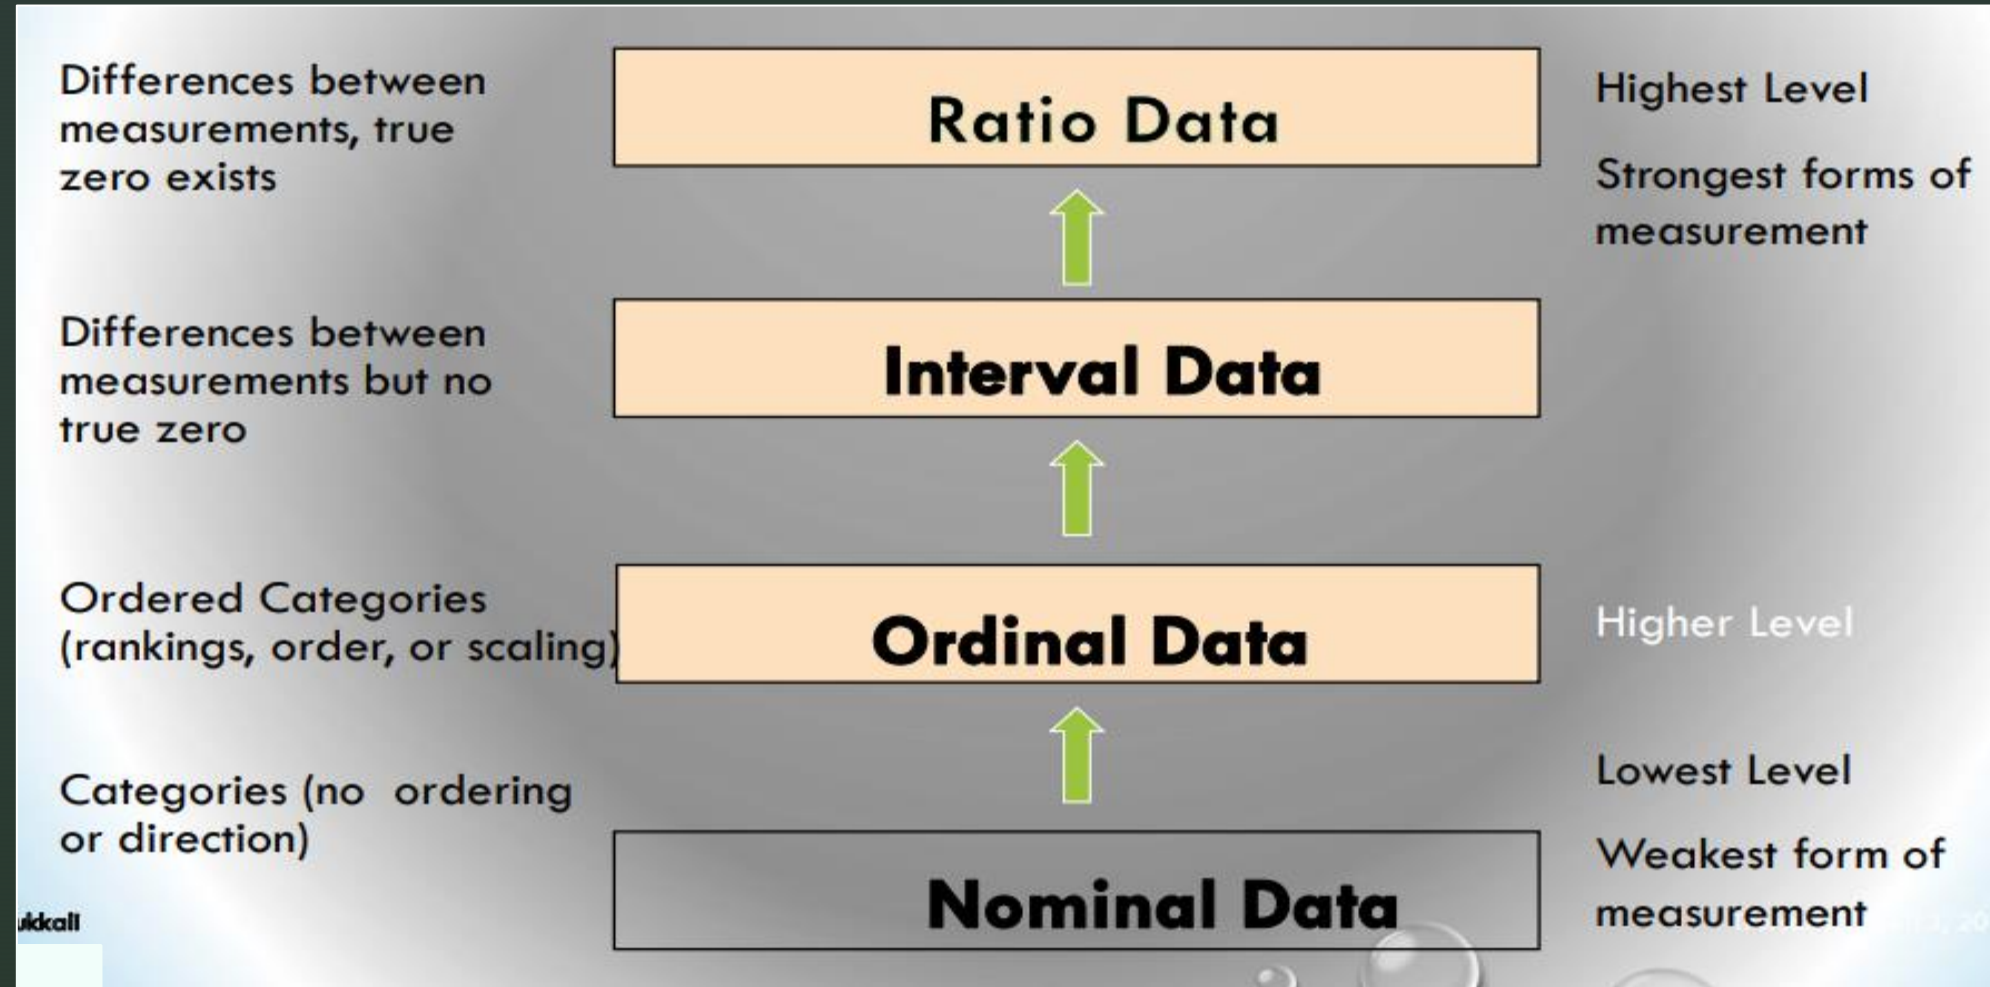 Differences between
measurements, true
zero exists
Ratio Data
Highest Level
Strongest forms of
measurement
Differences between
measurements but no
true zero
Interval Data
Ordered Categories
(rankings, order, or scaling)
Ordinal Data
Higher Level
Categories (no ordering
or direction)
Nominal Data
Lowest Level
Weakest form of
measurement